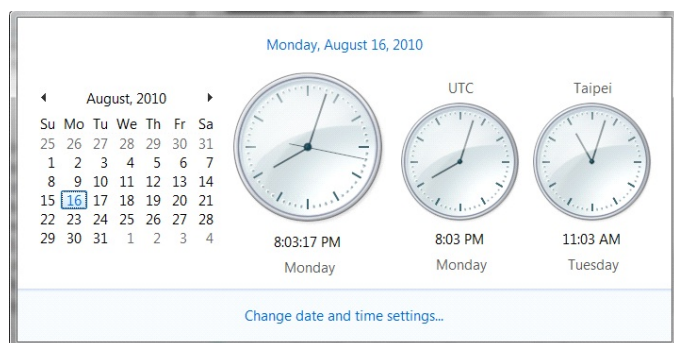 Monday, August 16, 2010
August, 2010
Su Mo Tu We Th Fr Sa
25 26 27 28 29 30 31
1 2 3 4 5 6 7
8 9 10 11 12 13 14
15 16 17 18 19 20 21
22 23 24 25 26 27 28
29 30 31 1 2 3 4
8:03:17 PM
Monday
UTC
8:03 PM
Monday
Taipei
11:03 AM
Tuesday
Change date and time settings...